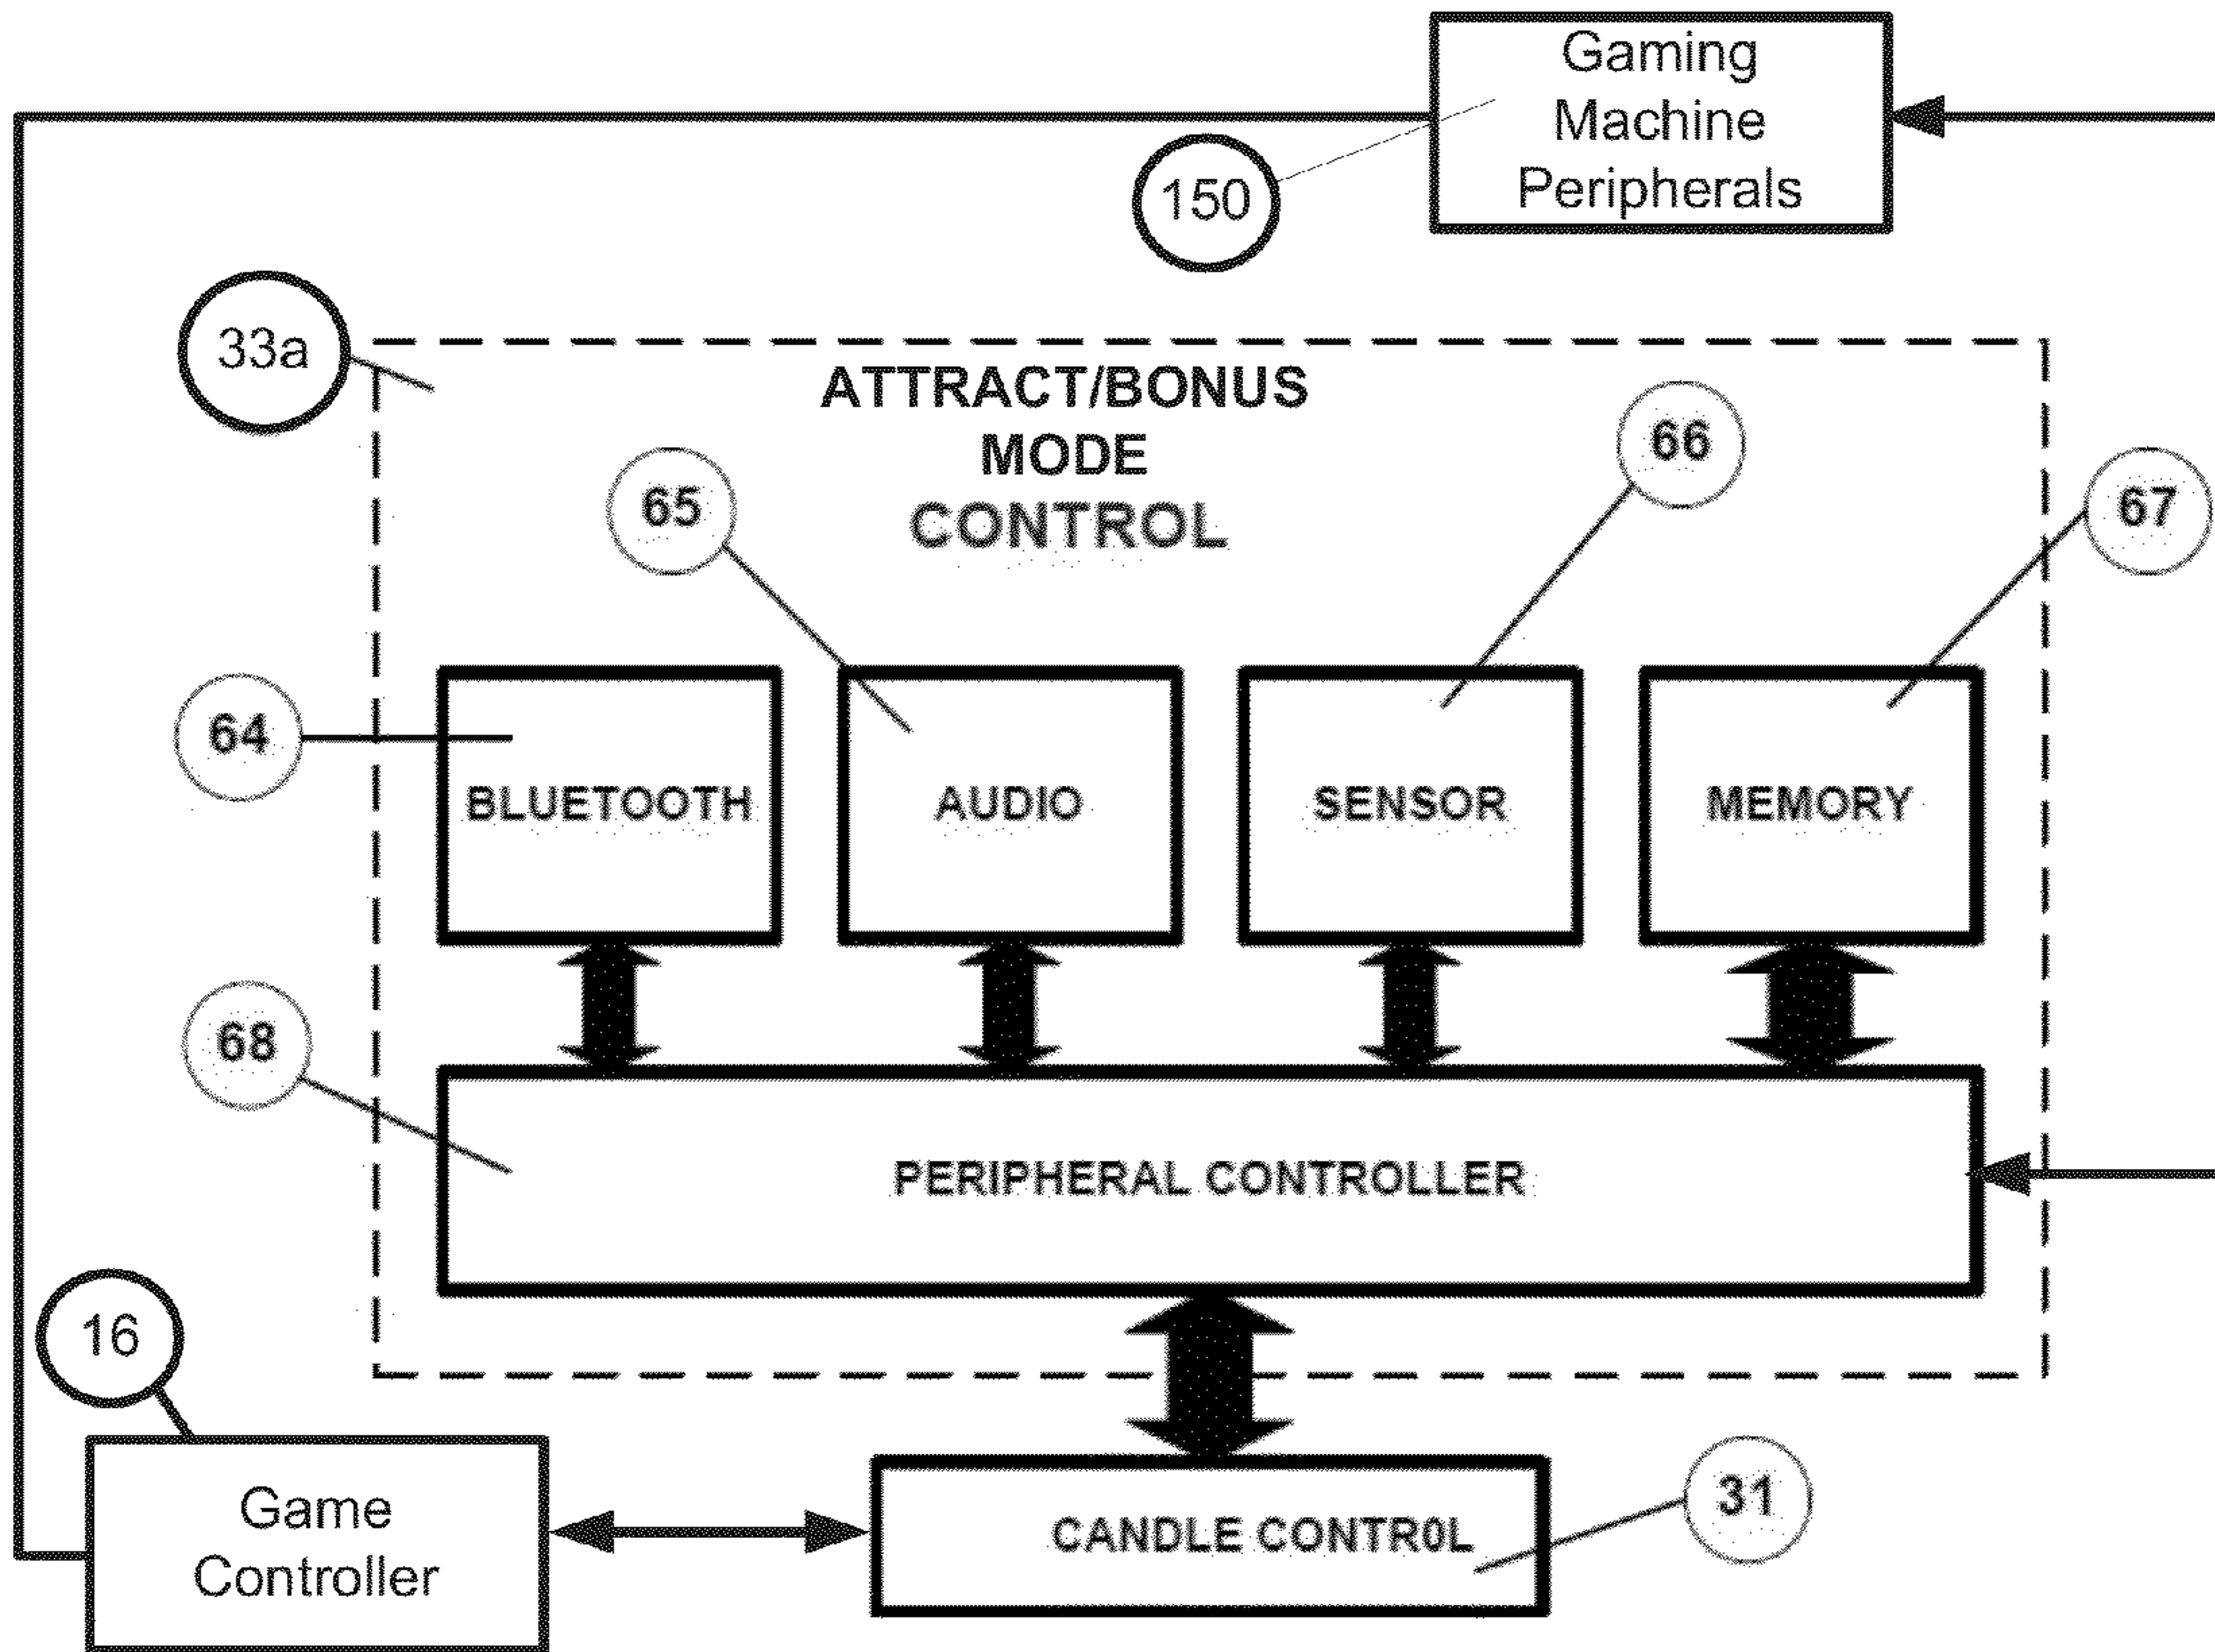 Gaming
Machine
Peripherals
150
33a
ATTRACT/BONUS
MODE
CONTROL
66
65
67
64
BLUETOOTH
AUDIO
SENSOR
MEMORY
68
PERIPHERAL CONTROLLER
16
Game
Controller
CANDLE CONTR0L
31